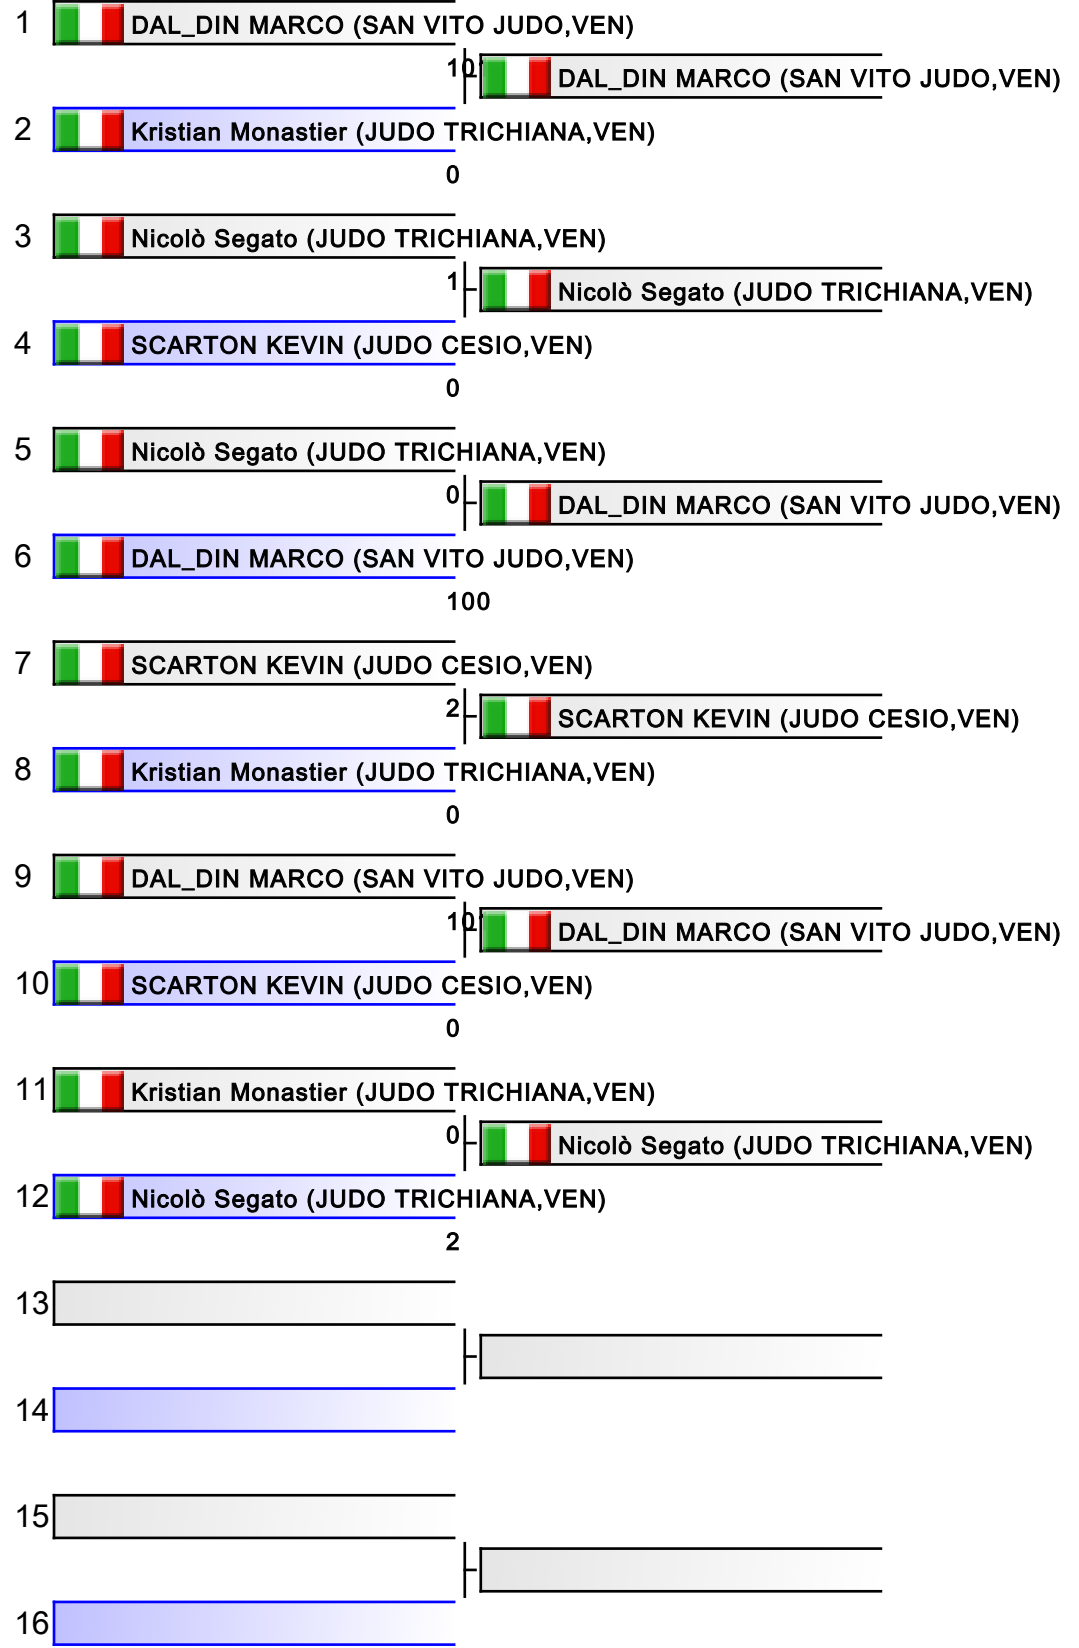 1 DAL_DIN MARCO (SAN VITO JUDO,VEN)
DAL_DIN MARCO (SAN VITO JUDO,VEN)
2 Kristian Monastier (JUDO TRICHIANA,VEN)
0
3 Nicolò Segato (JUDO TRICHIANA,VEN)
1 Nicolò Segato (JUDO TRICHIANA,VEN)
4 SCARTON KEVIN (JUDO CESIO,VEN)
0
5 Nicolò Segato (JUDO TRICHIANA,VEN)
0 DAL_DIN MARCO (SAN VITO JUDO,VEN)
6 DAL_DIN MARCO (SAN VITO JUDO,VEN)
100
7 SCARTON KEVIN (JUDO CESIO,VEN)
2 SCARTON KEVIN (JUDO CESIO,VEN)
8 Kristian Monastier (JUDO TRICHIANA,VEN)
0
9 DAL_DIN MARCO (SAN VITO JUDO,VEN)
DAL_DIN MARCO (SAN VITO JUDO,VEN)
10 SCARTON KEVIN (JUDO CESIO,VEN)
0
11 Kristian Monastier (JUDO TRICHIANA,VEN)
0 Nicolò Segato (JUDO TRICHIANA,VEN)
12 Nicolò Segato (JUDO TRICHIANA,VEN)
2
13
14
15
16